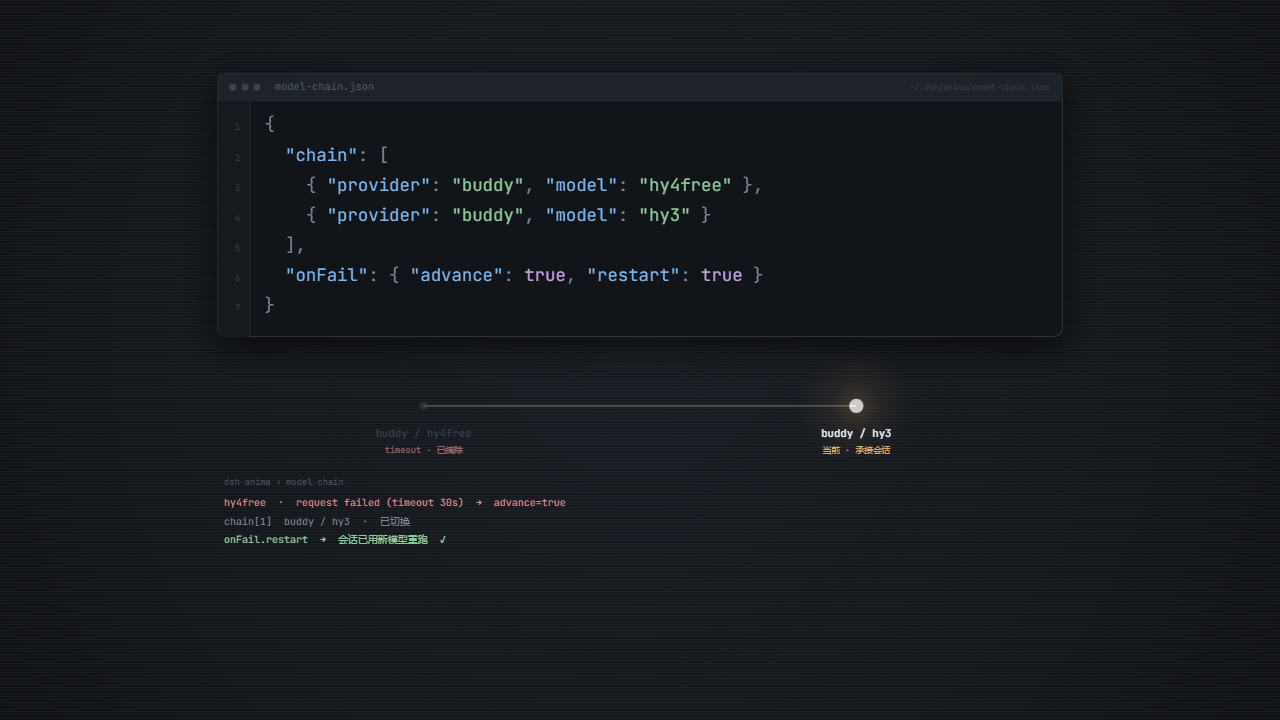 model-chain.json
~/.dsh/anima/model-chain.json
1 {
2 "chain": [
3 { "provider": "buddy", "model": "hy4free" },
4 { "provider": "buddy", "model": "hy3" }
5 ],
6 "onFail": { "advance": true, "restart": true }
7 }
buddy / hy4free
timeout · 已摘除
buddy / hy3
当前 · 承接会话
dsh-anima › model-chain
hy4free · request failed (timeout 30s) → advance=true
chain[1] buddy / hy3 · 已切换
onFail.restart → 会话已用新模型重跑 ✓